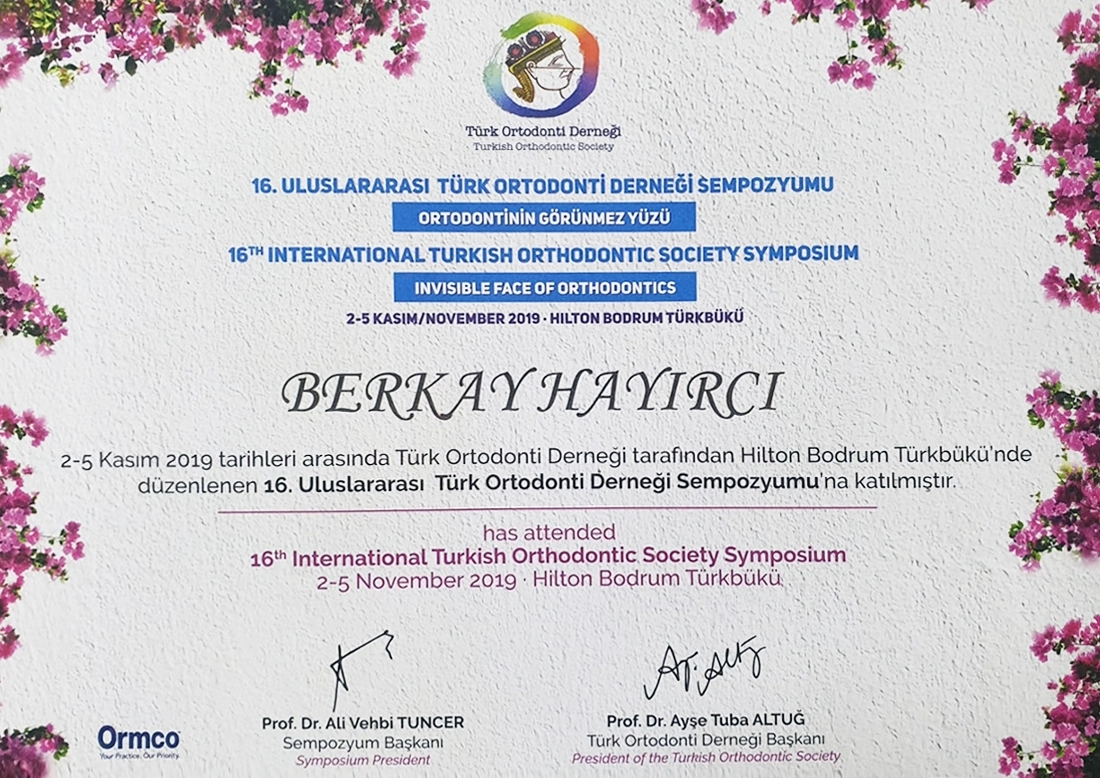 Türk Ortodonti Derneği
Turkish Orthodontic Society
16. ULUSLARARASI TÜRK ORTODONTİ DERNEĞİ SEMPOZYUMU
ORTODONTİNİN GÖRÜNMEZ YÜZÜ
16TH INTERNATIONAL TURKISH ORTHODONTIC SOCIETY SYMPOSIUM
INVISIBLE FACE OF ORTHODONTICS
2-5 KASIM/NOVEMBER 2019 · HILTON BODRUM TÜRKBÜKÜ
BERKAY HAYIRCI
2-5 Kasım 2019 tarihleri arasında Türk Ortodonti Derneği tarafından Hilton Bodrum Türkbükü'nde
düzenlenen 16. Uluslararası Türk Ortodonti Derneği Sempozyumu'na katılmıştır.
has attended
16th International Turkish Orthodontic Society Symposium
2-5 November 2019 · Hilton Bodrum Türkbükü
Prof. Dr. Ali Vehbi TUNCER
Sempozyum Başkanı
Symposium President
Prof. Dr. Ayşe Tuba ALTUĞ
Türk Ortodonti Derneği Başkanı
President of the Turkish Orthodontic Society
Ormco
Your Practice. Our Priority.